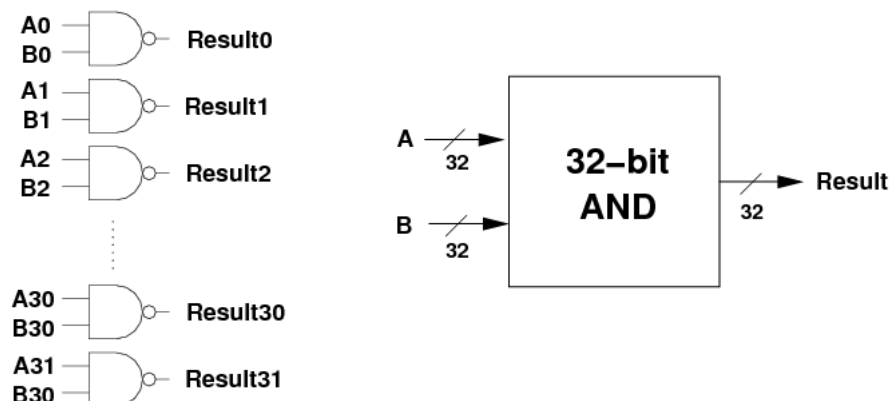 A0
B0
Result0
A1
B1
Result1
A2
B2
Result2
A30
B30
Result30
A31
B30
Result31
A
32
B
32
32–bit
AND
32
Result